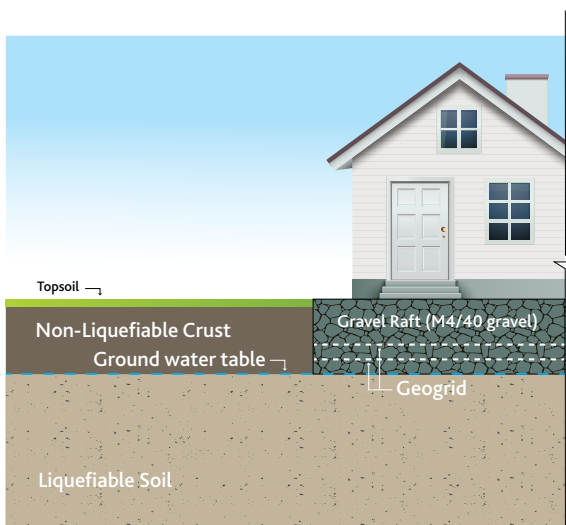 Topsoil
Non-Liquefiable Crust
Gravel Raft (M4/40 gravel)
Ground water table
Geogrid
Liquefiable Soil